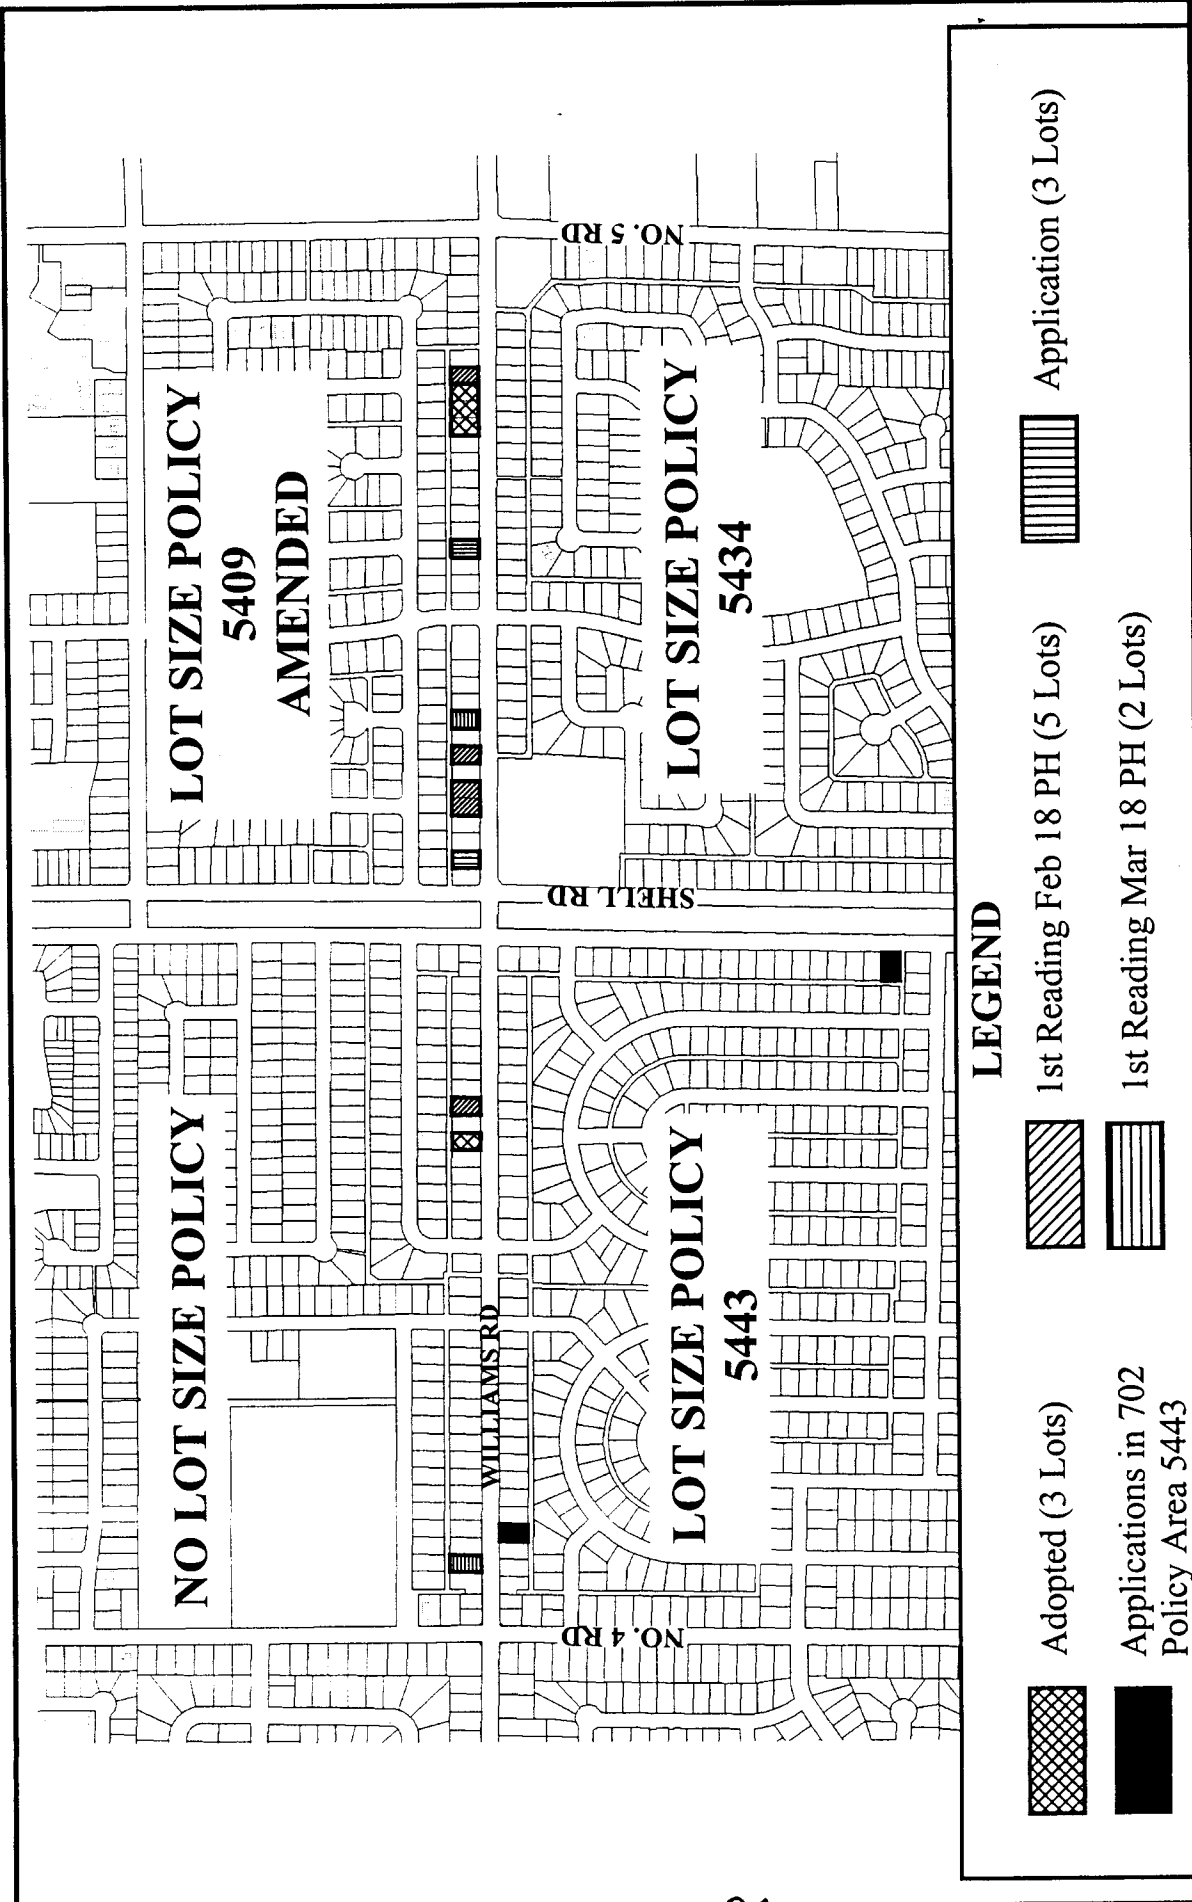 NO LOT SIZE POLICY
LOT SIZE POLICY
5409
AMENDED
WILLIAMS RD
NO. 4 RD
SHELL RD
NO. 5 RD
LOT SIZE POLICY
5443
LOT SIZE POLICY
5434
LEGEND
Adopted (3 Lots)
1st Reading Feb 18 PH (5 Lots)
Application (3 Lots)
Applications in 702
Policy Area 5443
1st Reading Mar 18 PH (2 Lots)